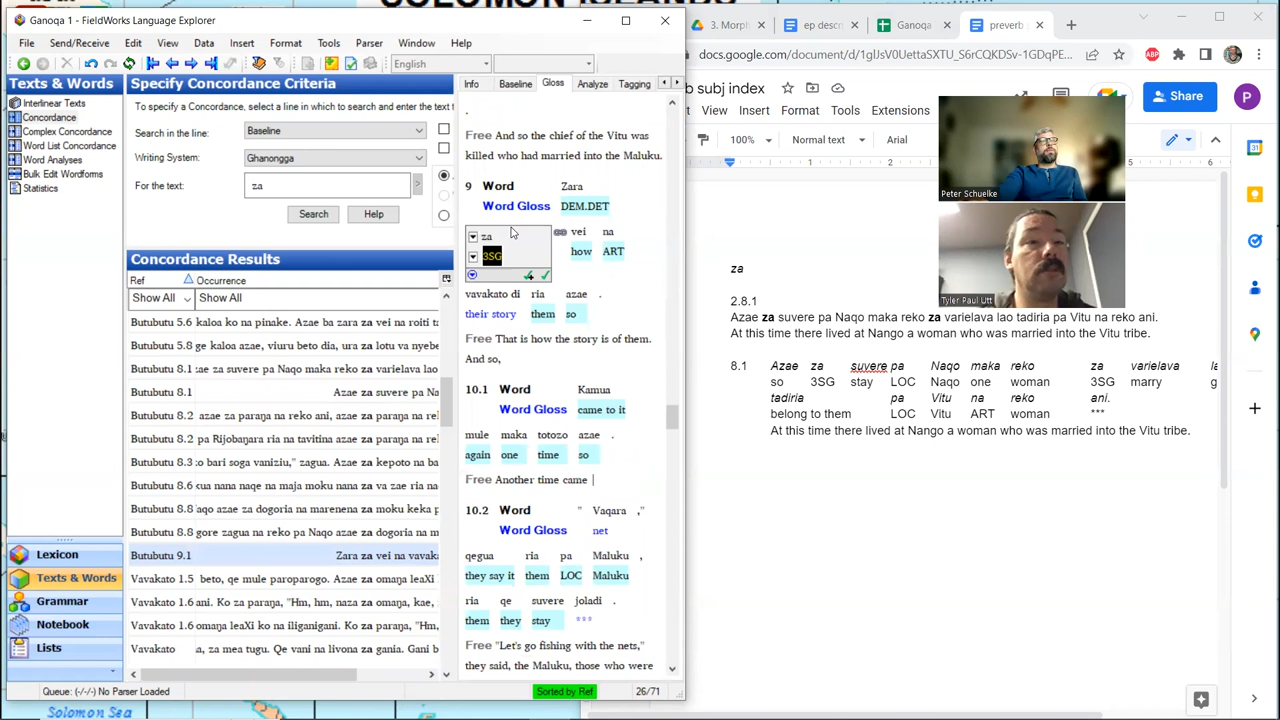 SOLOMON ISLANDS
Ganoqa 1 - FieldWorks Language Explorer
File Send/Receive Edit View Data Insert Format Tools Parser Window Help
English
Texts & Words
Interlinear Texts
Concordance
Complex Concordance
Word List Concordance
Word Analyses
Bulk Edit Wordforms
Statistics
Lexicon
Texts & Words
Grammar
Notebook
Lists
Specify Concordance Criteria
To specify a Concordance, select a line in which to search and enter the text
Search in the line: Baseline
Writing System: Ghanongga
For the text: za
Search Help
Concordance Results
Ref Occurrence
Show All Show All
Butubutu 5.6 kaloa ko na pinake. Azae ba zara za vei na roiti ta
Butubutu 5.8 ge kaloa azae, viuru beto dia, ura za lotu va nyebe
Butubutu 8.1 ae za suvere pa Naqo maka reko za varielava lao
Butubutu 8.1 Azae za suvere pa Na
Butubutu 8.2 azae za paraŋa na reko ani, azae za paraŋa na re
Butubutu 8.2 pa Rijoɓaŋara ria na tavitina azae za paraŋa na rel
Butubutu 8.3 :o bari soga vaniziu," zagua. Azae za kepoto na ba
Butubutu 8.6 kua nana naqe na maja moku nana za va zae ria na
Butubutu 8.8 aqo azae za dogoria na marenena za moku keka p
Butubutu 8.8 gore zagua na reko pa Naqo azae za dogoria na m
Butubutu 9.1 Zara za vei na vavaka
Vavakato 1.5 beto, qe mule paroparogo. Azae za omaŋa leaXi k
Vavakato 1.6 ani. Ko za paraŋa, "Hm, hm, naza za omaŋa, kae,
Vavakato 1.6 omaŋa leaXi ko na iliganigani. Ko za paraŋa, "Hm,
Vavakato a, za mea tugu. Qe vani na livona za gania. Gani b
Info Baseline Gloss Analyze Tagging
.
Free And so the chief of the Vitu was
killed who had married into the Maluku.
9 Word Zara
Word Gloss DEM.DET
za vei na
3SG how ART
vavakato di ria azae .
their story them so
Free That is how the story is of them.
And so,
10.1 Word Kamua
Word Gloss came to it
mule maka totozo azae .
again one time so
Free Another time came
10.2 Word " Vaqara ,"
Word Gloss net
qegua ria pa Maluku ,
they say it them LOC Maluku
ria qe suvere joladi .
them they stay ***
Free "Let's go fishing with the nets,"
they said, the Maluku, those who were
Queue: (-/-/-) No Parser Loaded Sorted by Ref 26/71
Solomon Sea
3. Morph ep descr Ganoqa preverb
docs.google.com/document/d/1glJsV0UettaSXTU_S6rCQKDSv-1GDqPE
b subj index
View Insert Format Tools Extensions
Share
P
100% Normal text
1 2 6
Peter Schuelke
Tyler Paul Utt
za
2.8.1
Azae za suvere pa Naqo maka reko za varielava lao tadiria pa Vitu na reko ani.
At this time there lived at Nango a woman who was married into the Vitu tribe.
8.1 Azae za suvere pa Naqo maka reko za varielava la
so 3SG stay LOC Naqo one woman 3SG marry g
tadiria pa Vitu na reko ani.
belong to them LOC Vitu ART woman ***
At this time there lived at Nango a woman who was married into the Vitu tribe.
31
ABP